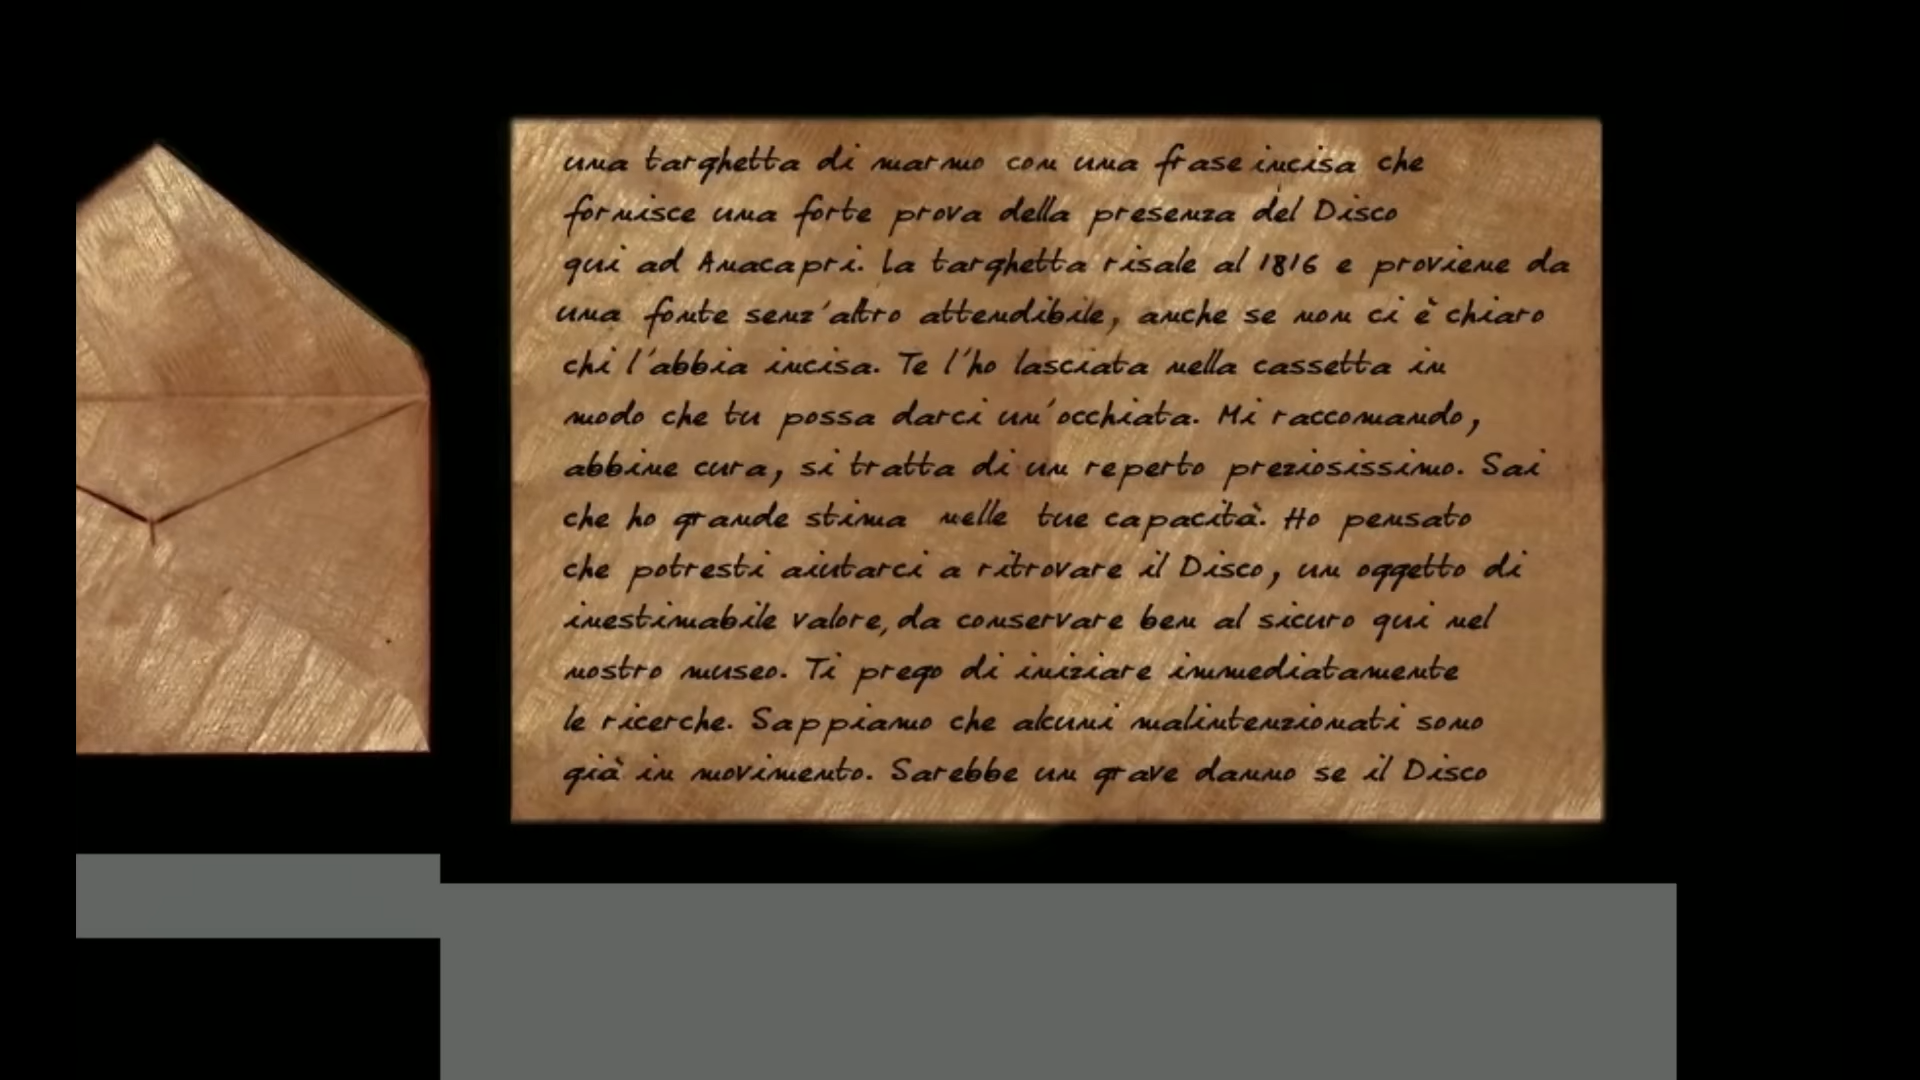 una targhetta di marmo con una frase incisa che
fornisce una forte prova della presenza del Disco
qui ad Anacapri. La targhetta risale al 1816 e proviene da
una fonte senz'altro attendibile, anche se non ci è chiaro
chi l'abbia incisa. Te l'ho lasciata nella cassetta in
modo che tu possa darci un'occhiata. Mi raccomando,
abbine cura, si tratta di un reperto preziosissimo. Sai
che ho grande stima nelle tue capacità. Ho pensato
che potresti aiutarci a ritrovare il Disco, un oggetto di
inestimabile valore, da conservare ben al sicuro qui nel
nostro museo. Ti prego di iniziare immediatamente
le ricerche. Sappiamo che alcuni malintenzionati sono
già in movimento. Sarebbe un grave danno se il Disco